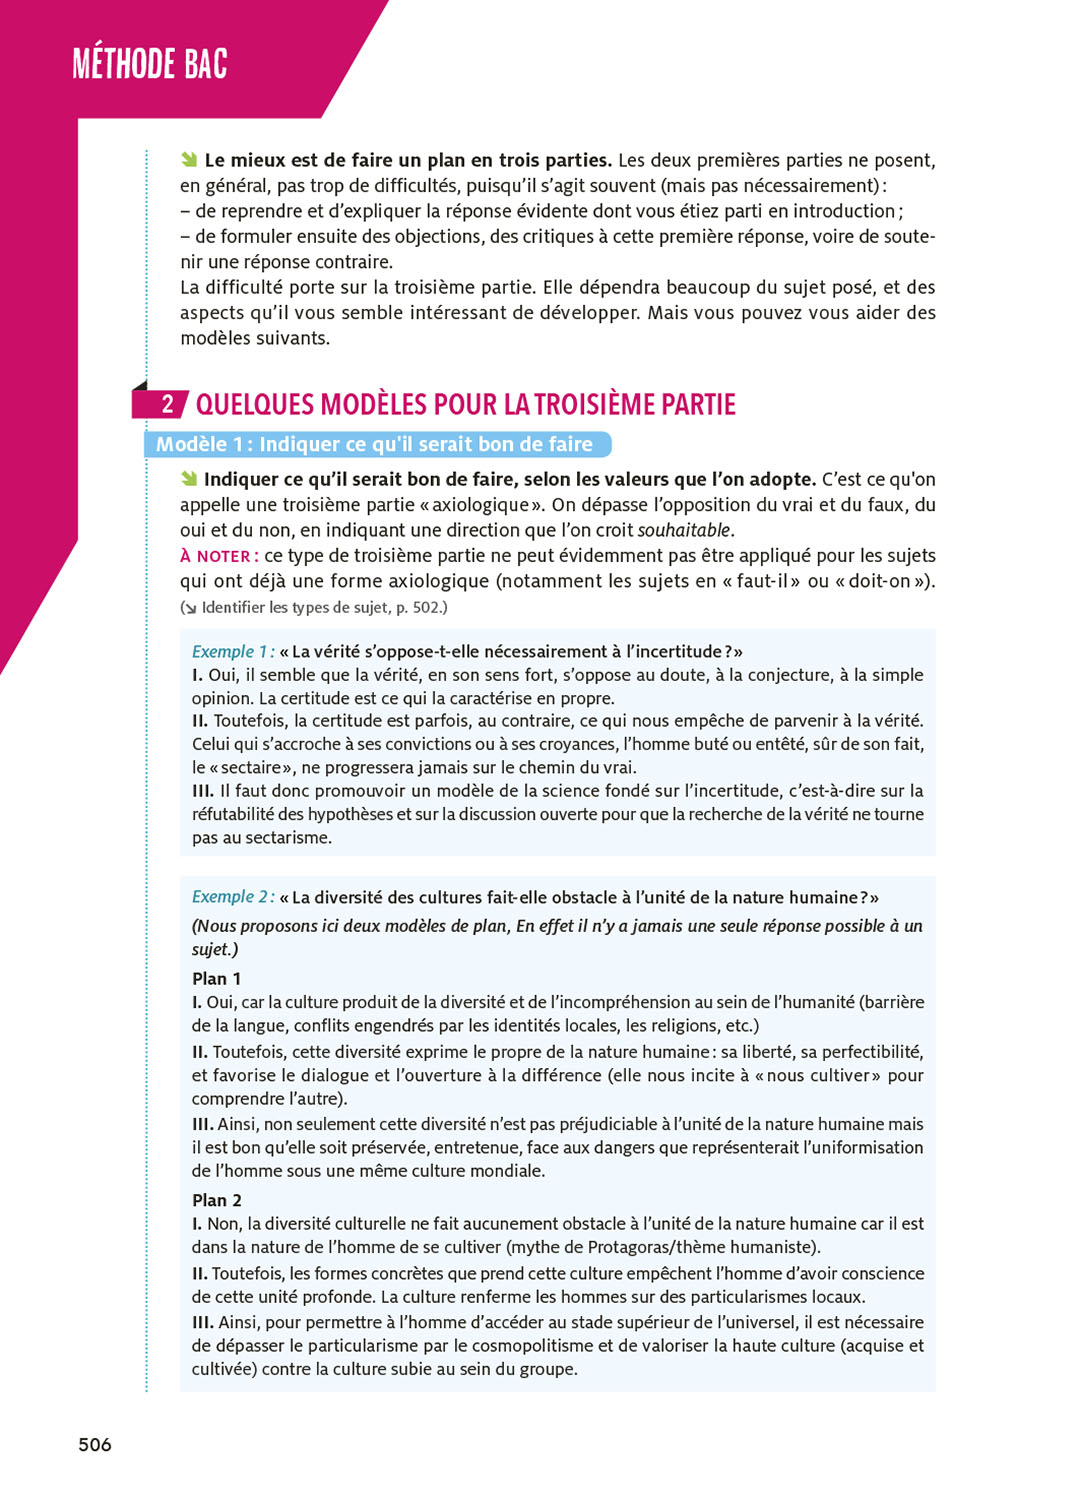 MÉTHODE BAC
Le mieux est de faire un plan en trois parties. Les deux premières parties ne posent,
en général, pas trop de difficultés, puisqu'il s'agit souvent (mais pas nécessairement) :
– de reprendre et d'expliquer la réponse évidente dont vous étiez parti en introduction ;
– de formuler ensuite des objections, des critiques à cette première réponse, voire de soute-
nir une réponse contraire.
La difficulté porte sur la troisième partie. Elle dépendra beaucoup du sujet posé, et des
aspects qu'il vous semble intéressant de développer. Mais vous pouvez vous aider des
modèles suivants.
2 QUELQUES MODÈLES POUR LA TROISIÈME PARTIE
Modèle 1 : Indiquer ce qu'il serait bon de faire
Indiquer ce qu'il serait bon de faire, selon les valeurs que l'on adopte. C'est ce qu'on
appelle une troisième partie « axiologique ». On dépasse l'opposition du vrai et du faux, du
oui et du non, en indiquant une direction que l'on croit souhaitable.
À NOTER : ce type de troisième partie ne peut évidemment pas être appliqué pour les sujets
qui ont déjà une forme axiologique (notamment les sujets en « faut-il » ou « doit-on »).
(↘ Identifier les types de sujet, p. 502.)
Exemple 1 : « La vérité s'oppose-t-elle nécessairement à l'incertitude ? »
I. Oui, il semble que la vérité, en son sens fort, s'oppose au doute, à la conjecture, à la simple
opinion. La certitude est ce qui la caractérise en propre.
II. Toutefois, la certitude est parfois, au contraire, ce qui nous empêche de parvenir à la vérité.
Celui qui s'accroche à ses convictions ou à ses croyances, l'homme buté ou entêté, sûr de son fait,
le « sectaire », ne progressera jamais sur le chemin du vrai.
III. Il faut donc promouvoir un modèle de la science fondé sur l'incertitude, c'est-à-dire sur la
réfutabilité des hypothèses et sur la discussion ouverte pour que la recherche de la vérité ne tourne
pas au sectarisme.
Exemple 2 : « La diversité des cultures fait-elle obstacle à l'unité de la nature humaine ? »
(Nous proposons ici deux modèles de plan, En effet il n'y a jamais une seule réponse possible à un
sujet.)
Plan 1
I. Oui, car la culture produit de la diversité et de l'incompréhension au sein de l'humanité (barrière
de la langue, conflits engendrés par les identités locales, les religions, etc.)
II. Toutefois, cette diversité exprime le propre de la nature humaine : sa liberté, sa perfectibilité,
et favorise le dialogue et l'ouverture à la différence (elle nous incite à « nous cultiver » pour
comprendre l'autre).
III. Ainsi, non seulement cette diversité n'est pas préjudiciable à l'unité de la nature humaine mais
il est bon qu'elle soit préservée, entretenue, face aux dangers que représenterait l'uniformisation
de l'homme sous une même culture mondiale.
Plan 2
I. Non, la diversité culturelle ne fait aucunement obstacle à l'unité de la nature humaine car il est
dans la nature de l'homme de se cultiver (mythe de Protagoras/thème humaniste).
II. Toutefois, les formes concrètes que prend cette culture empêchent l'homme d'avoir conscience
de cette unité profonde. La culture renferme les hommes sur des particularismes locaux.
III. Ainsi, pour permettre à l'homme d'accéder au stade supérieur de l'universel, il est nécessaire
de dépasser le particularisme par le cosmopolitisme et de valoriser la haute culture (acquise et
cultivée) contre la culture subie au sein du groupe.
506